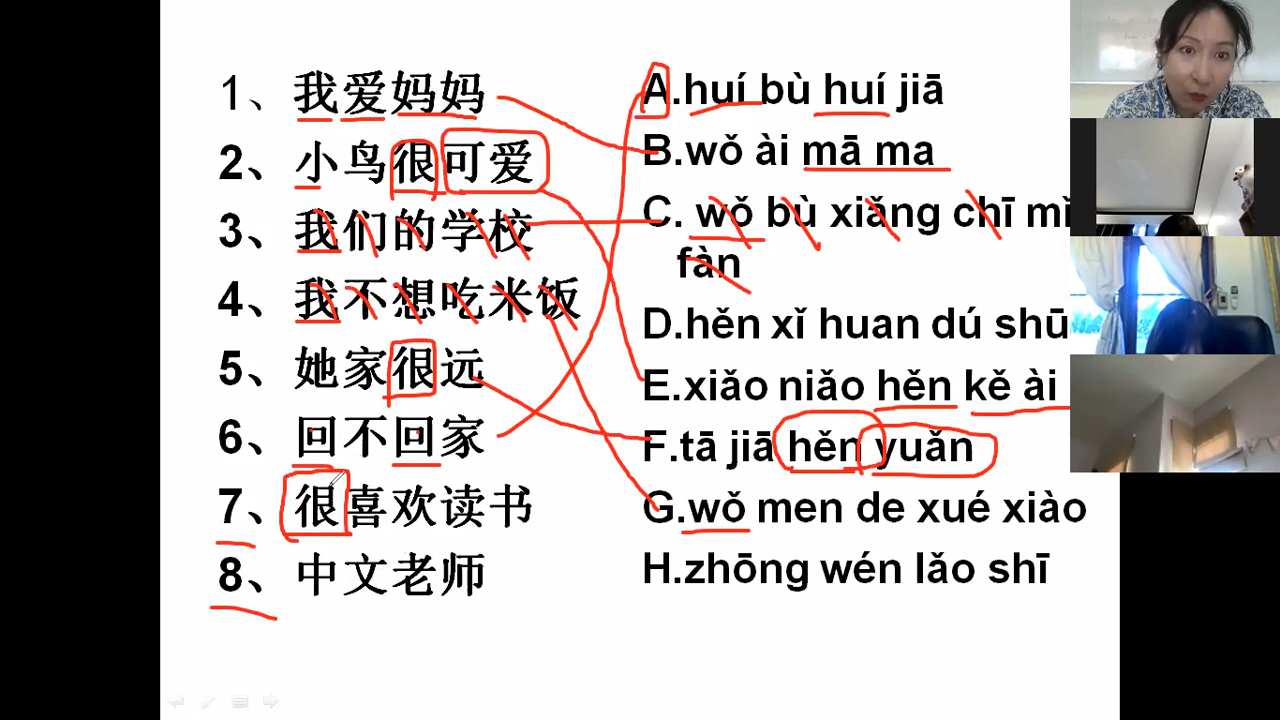 1、我爱妈妈
2、小鸟很可爱
3、我们的学校
4、我不想吃米饭
5、她家很远
6、回不回家
7、很喜欢读书
8、中文老师
A.huí bù huí jiā
B.wǒ ài mā ma
C. wǒ bù xiǎng chī mǐ
fàn
D.hěn xǐ huan dú shū
E.xiǎo niǎo hěn kě ài
F.tā jiā hěn yuǎn
G.wǒ men de xué xiào
H.zhōng wén lǎo shī